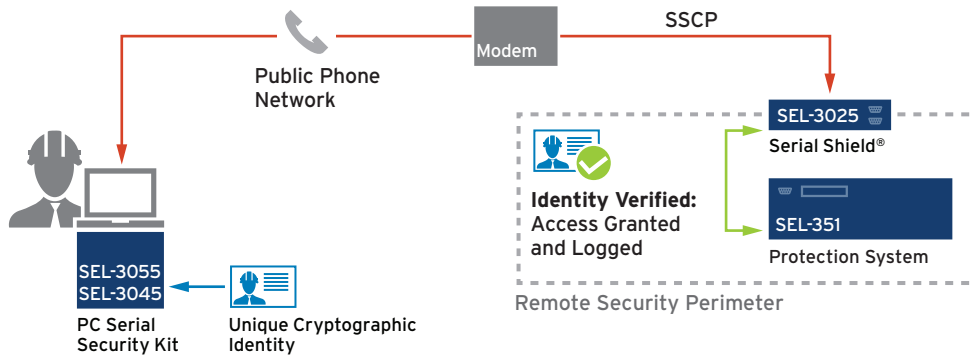 SSCP
Modem
Public Phone
Network
SEL-3025
Serial Shield®
Identity Verified:
Access Granted
and Logged
SEL-351
Protection System
Remote Security Perimeter
SEL-3055
SEL-3045
PC Serial
Security Kit
Unique Cryptographic
Identity